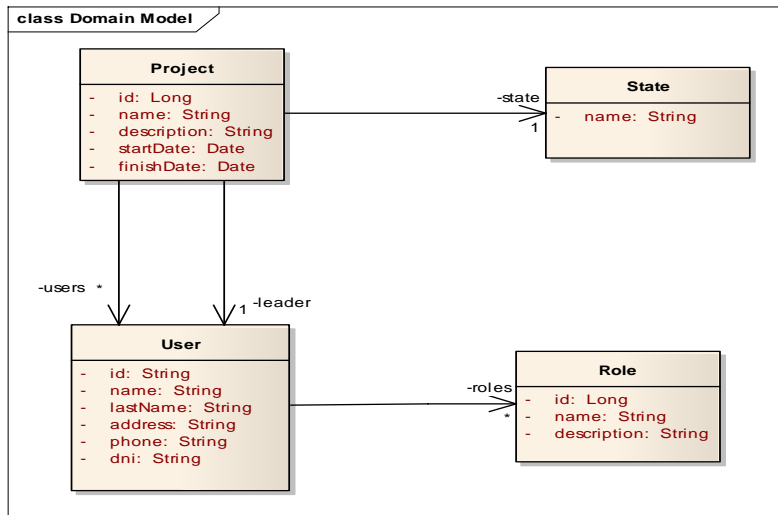 class Domain Model
Project
- id: Long
- name: String
- description: String
- startDate: Date
- finishDate: Date
-state
1
State
- name: String
-users *
1 -leader
User
- id: String
- name: String
- lastName: String
- address: String
- phone: String
- dni: String
-roles
*
Role
- id: Long
- name: String
- description: String